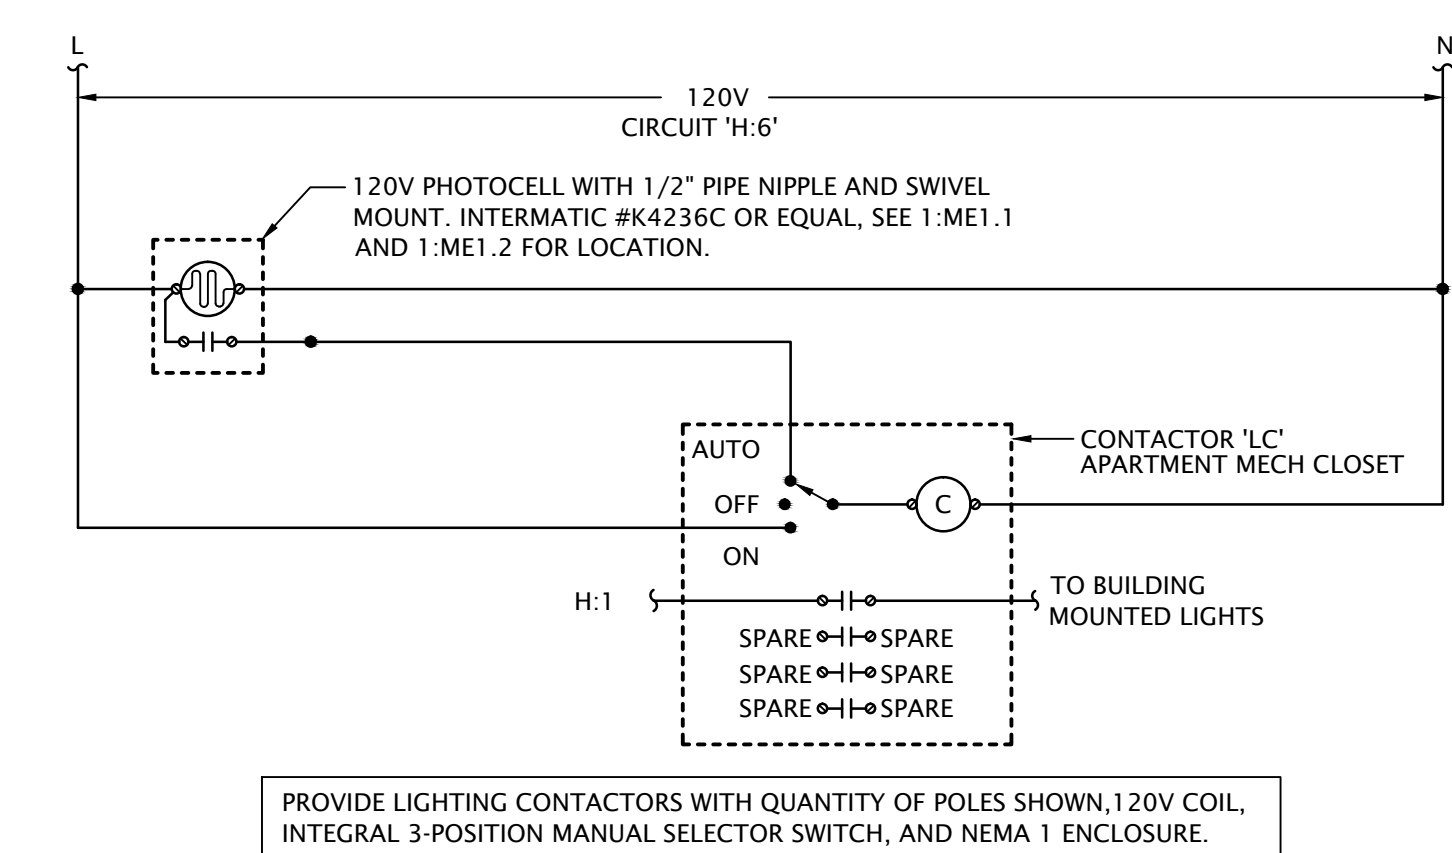 L
N
120V
CIRCUIT 'H:6'
120V PHOTOCELL WITH 1/2" PIPE NIPPLE AND SWIVEL
MOUNT. INTERMATIC #K4236C OR EQUAL, SEE 1:ME1.1
AND 1:ME1.2 FOR LOCATION.
AUTO
CONTACTOR 'LC'
APARTMENT MECH CLOSET
OFF
C
ON
H:1
TO BUILDING
MOUNTED LIGHTS
SPARE SPARE
SPARE SPARE
SPARE SPARE
PROVIDE LIGHTING CONTACTORS WITH QUANTITY OF POLES SHOWN,120V COIL,
INTEGRAL 3-POSITION MANUAL SELECTOR SWITCH, AND NEMA 1 ENCLOSURE.